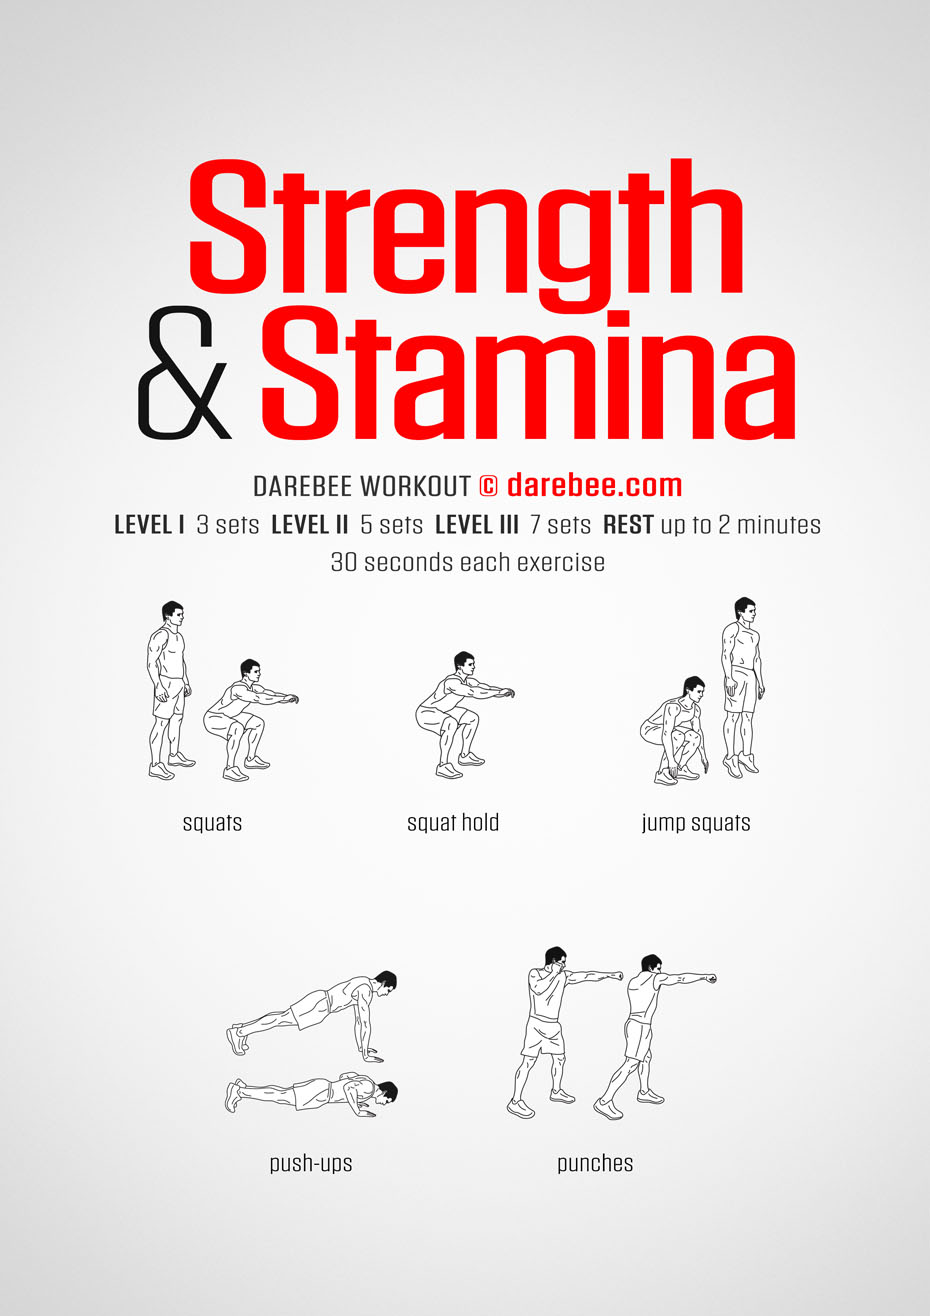 Strength
& Stamina
DAREBEE WORKOUT © darebee.com
LEVEL I 3 sets LEVEL II 5 sets LEVEL III 7 sets REST up to 2 minutes
30 seconds each exercise
squats squat hold jump squats
push-ups punches